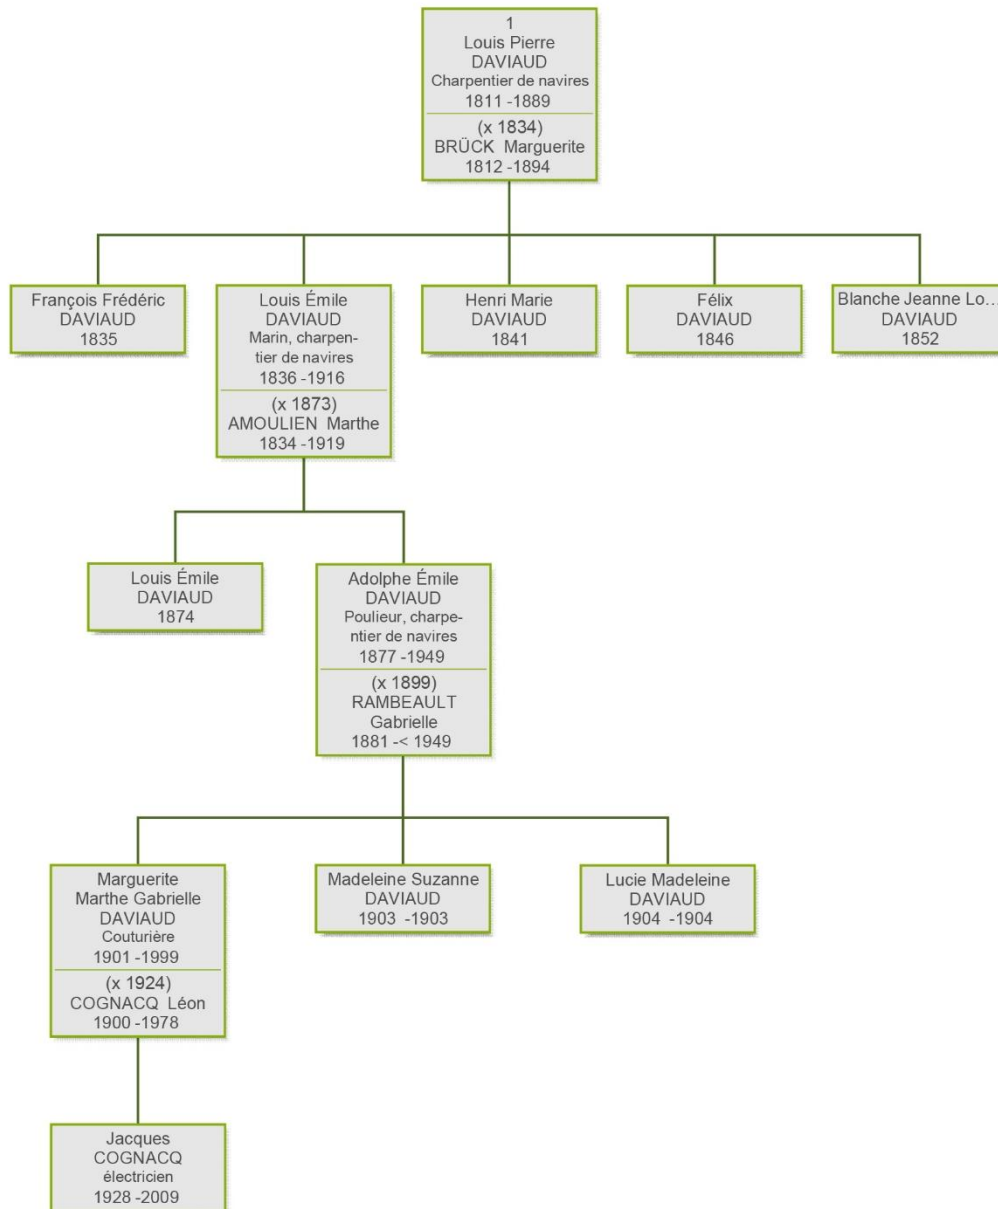 1
Louis Pierre
DAVIAUD
Charpentier de navires
1811 -1889
(x 1834)
BRÜCK  Marguerite
1812 -1894
François Frédéric
DAVIAUD
1835
Louis Émile
DAVIAUD
Marin, charpen-
tier de navires
1836 -1916
(x 1873)
AMOULIEN  Marthe
1834 -1919
Henri Marie
DAVIAUD
1841
Félix
DAVIAUD
1846
Blanche Jeanne Lo...
DAVIAUD
1852
Louis Émile
DAVIAUD
1874
Adolphe Émile
DAVIAUD
Poulieur, charpe-
ntier de navires
1877 -1949
(x 1899)
RAMBEAULT
Gabrielle
1881 -< 1949
Marguerite
Marthe Gabrielle
DAVIAUD
Couturière
1901 -1999
(x 1924)
COGNACQ  Léon
1900 -1978
Madeleine Suzanne
DAVIAUD
1903  -1903
Lucie Madeleine
DAVIAUD
1904  -1904
Jacques
COGNACQ
électricien
1928 -2009